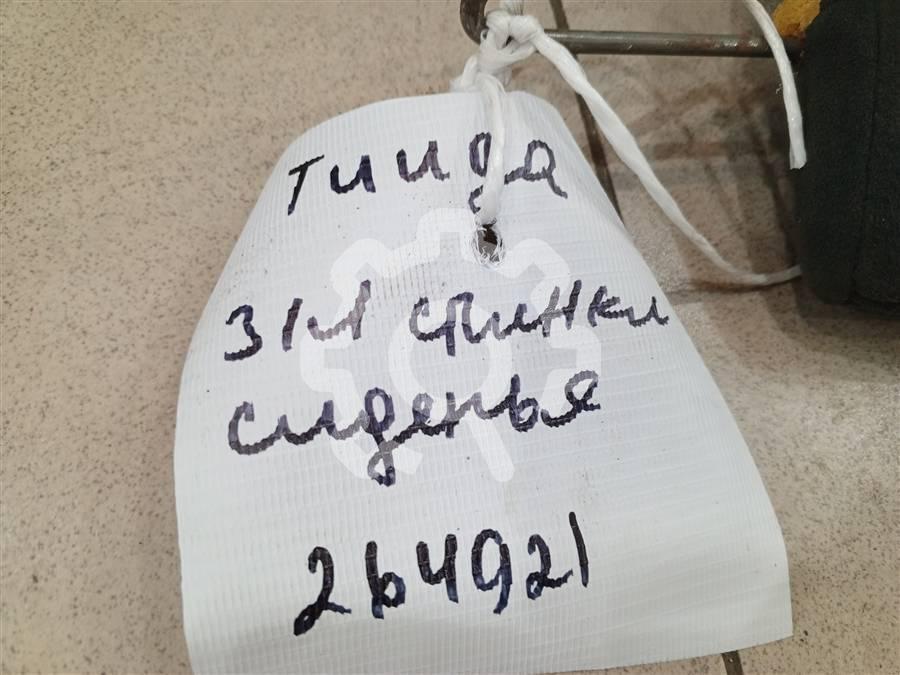 Тиида
З/Л спинки
сиденья
264921